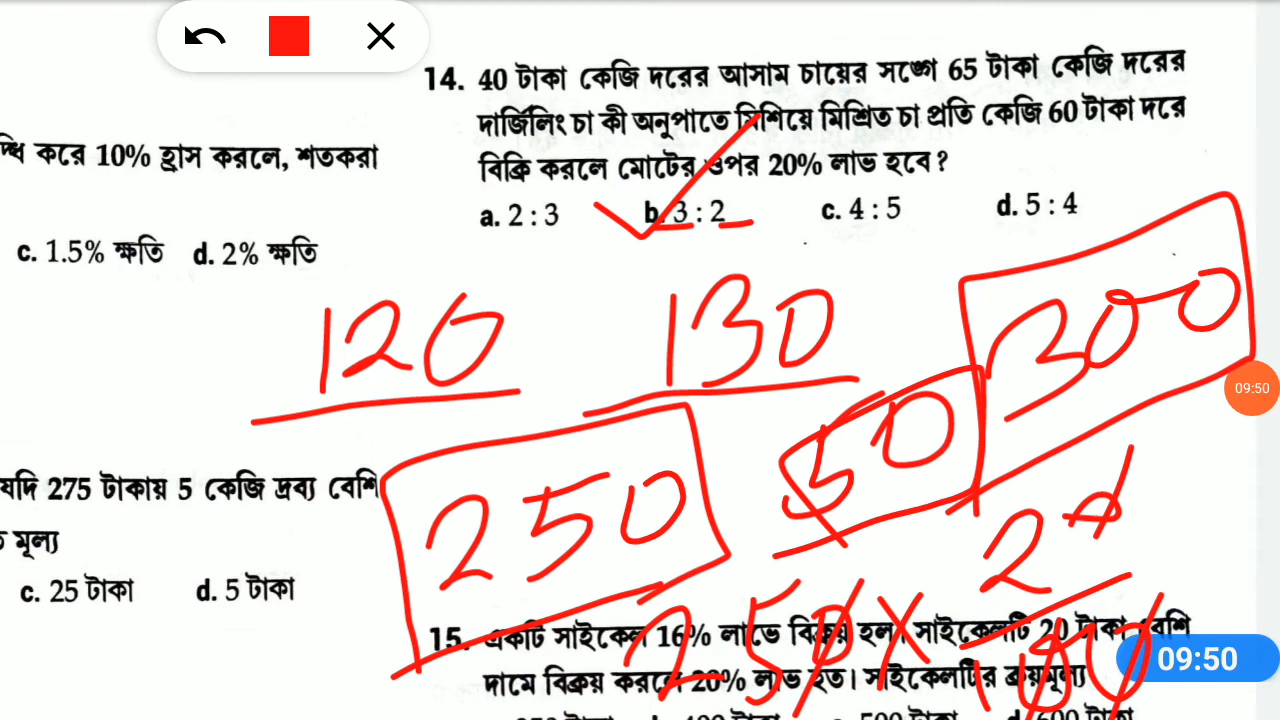 14. 40 টাকা কেজি দরের আসাম চায়ের সঙ্গে 65 টাকা কেজি দরের
দার্জিলিং চা কী অনুপাতে মিশিয়ে মিশ্রিত চা প্রতি কেজি 60 টাকা দরে
বিক্রি করলে মোটের ওপর 20% লাভ হবে?
a. 2 : 3 b. 3 : 2 c. 4 : 5 d. 5 : 4
করে 10% হ্রাস করলে, শতকরা
c. 1.5% ক্ষতি d. 2% ক্ষতি
120 130 300
250 50
যদি 275 টাকায় 5 কেজি দ্রব্য বেশি
মূল্য
c. 25 টাকা d. 5 টাকা
250 × 20
100
15. একটি সাইকেল 16% লাভে বিক্রয় হল। সাইকেলটি 20 টাকা বেশি
দামে বিক্রয় করলে 20% লাভ হত। সাইকেলটির ক্রয়মূল্য
09:50
09:50